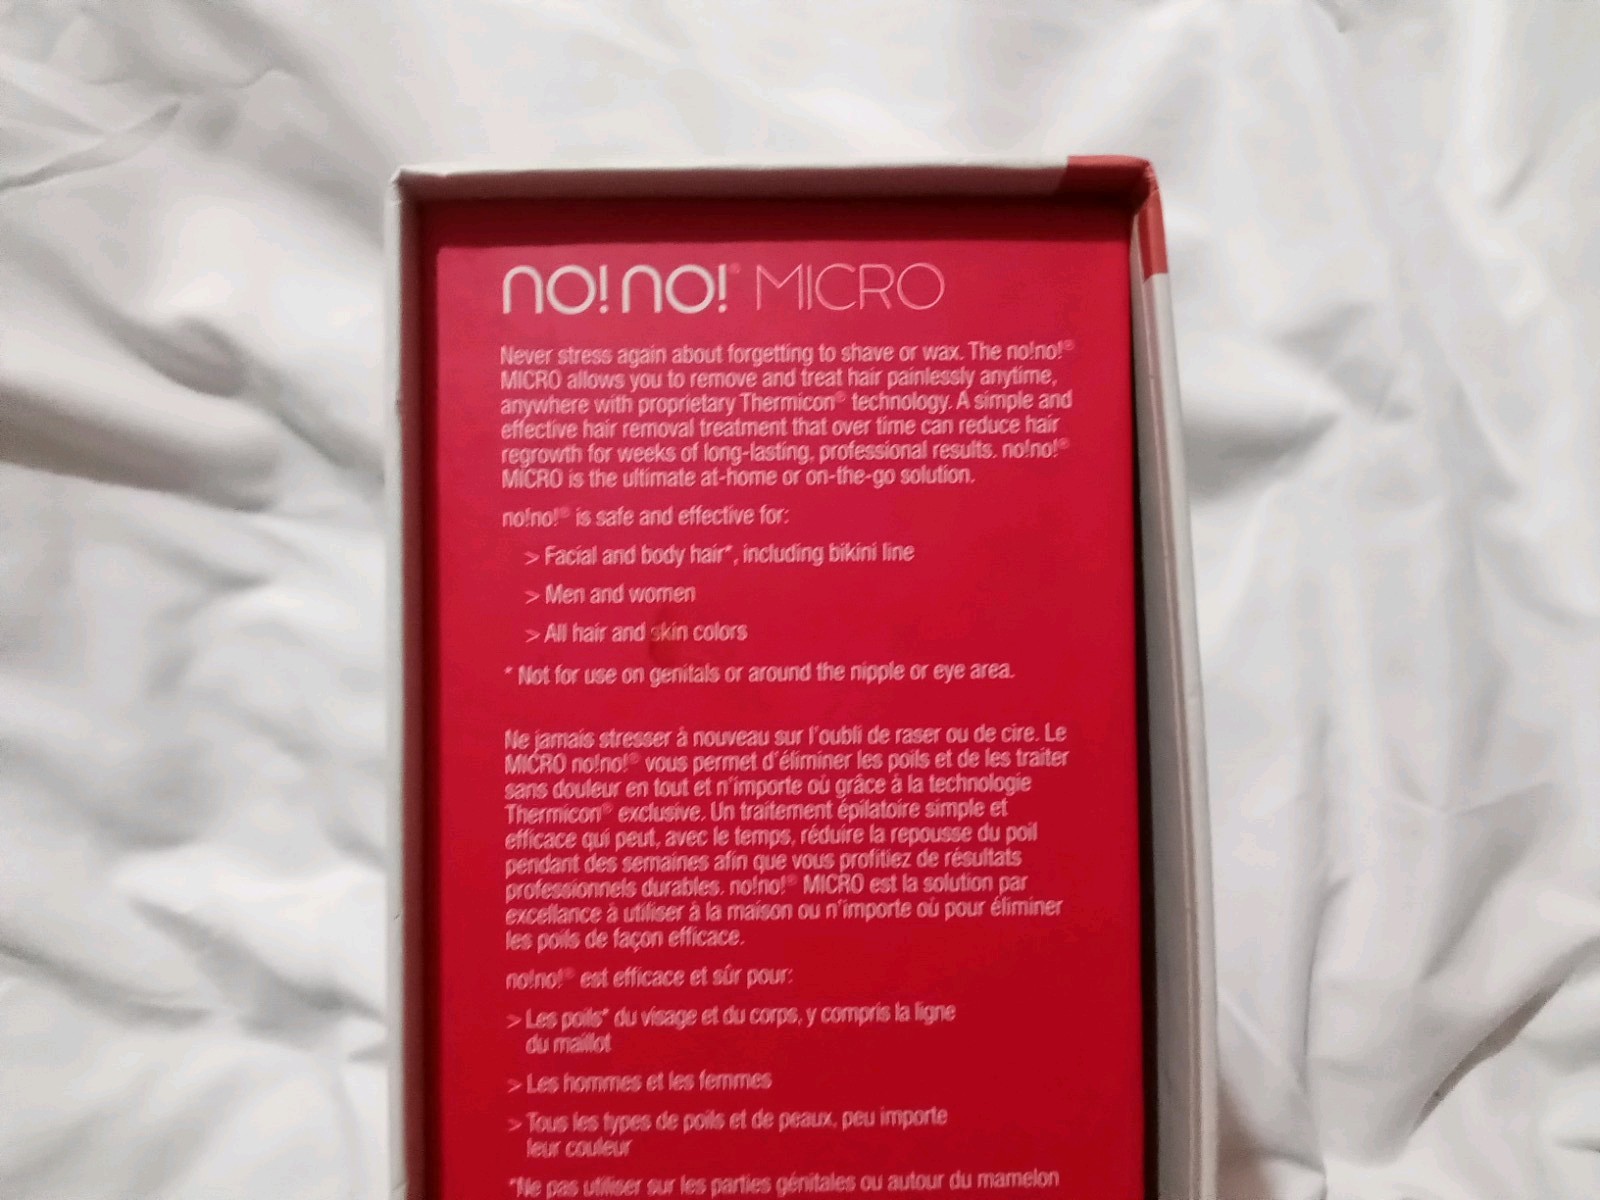 no!no!® MICRO
Never stress again about forgetting to shave or wax. The no!no!®
MICRO allows you to remove and treat hair painlessly anytime,
anywhere with proprietary Thermicon® technology. A simple and
effective hair removal treatment that over time can reduce hair
regrowth for weeks of long-lasting, professional results. no!no!®
MICRO is the ultimate at-home or on-the-go solution.
no!no!® is safe and effective for:
> Facial and body hair*, including bikini line
> Men and women
> All hair and skin colors
* Not for use on genitals or around the nipple or eye area.
Ne jamais stresser à nouveau sur l'oubli de raser ou de cire. Le
MICRO no!no!® vous permet d'éliminer les poils et de les traiter
sans douleur en tout et n'importe où grâce à la technologie
Thermicon® exclusive. Un traitement épilatoire simple et
efficace qui peut, avec le temps, réduire la repousse du poil
pendant des semaines afin que vous profitiez de résultats
professionnels durables. no!no!® MICRO est la solution par
excellance à utiliser à la maison ou n'importe où pour éliminer
les poils de façon efficace.
no!no!® est efficace et sûr pour:
> Les poils* du visage et du corps, y compris la ligne
du maillot
> Les hommes et les femmes
> Tous les types de poils et de peaux, peu importe
leur couleur
*Ne pas utiliser sur les parties génitales ou autour du mamelon